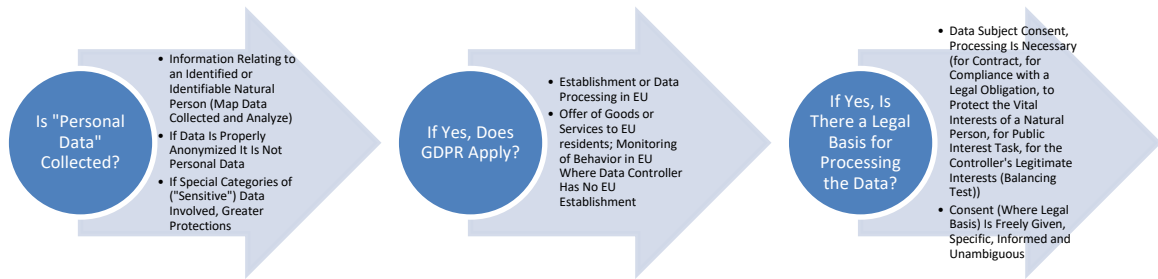 Is "Personal
Data"
Collected?
• Information Relating to
an Identified or
Identifiable Natural
Person (Map Data
Collected and Analyze)
• If Data Is Properly
Anonymized It Is Not
Personal Data
• If Special Categories of
("Sensitive") Data
Involved, Greater
Protections
If Yes, Does
GDPR Apply?
• Establishment or Data
Processing in EU
• Offer of Goods or
Services to EU
residents; Monitoring
of Behavior in EU
Where Data Controller
Has No EU
Establishment
If Yes, Is
There a Legal
Basis for
Processing
the Data?
• Data Subject Consent,
Processing Is Necessary
(for Contract, for
Compliance with a
Legal Obligation, to
Protect the Vital
Interests of a Natural
Person, for Public
Interest Task, for the
Controller's Legitimate
Interests (Balancing
Test))
• Consent (Where Legal
Basis) Is Freely Given,
Specific, Informed and
Unambiguous